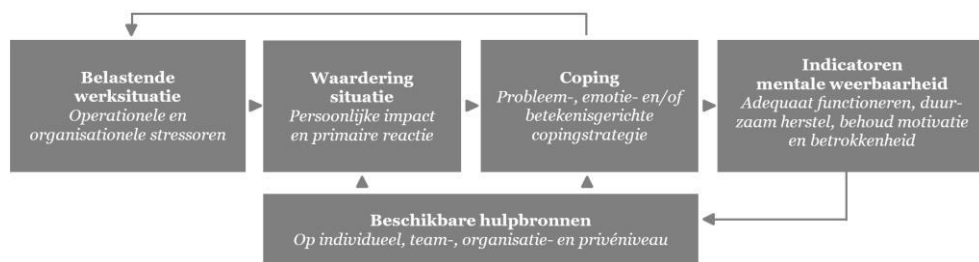 Belastende
werksituatie
Operationele en
organisationele stressoren
Waardering
situatie
Persoonlijke impact
en primaire reactie
Coping
Probleem-, emotie- en/of
betekenisgerichte
copingstrategie
Indicatoren
mentale weerbaarheid
Adequaat functioneren, duur-
zaam herstel, behoud motivatie
en betrokkenheid
Beschikbare hulpbronnen
Op individueel, team-, organisatie- en privéniveau